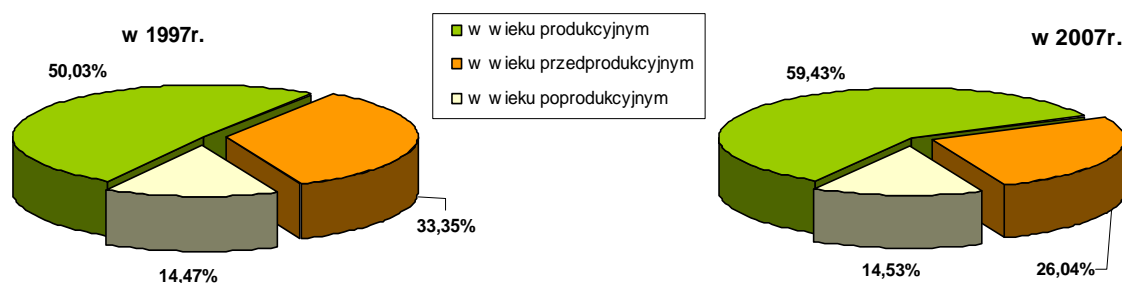 w 1997r.
50,03%
33,35%
14,47%
w wieku produkcyjnym
w wieku przedprodukcyjnym
w wieku poprodukcyjnym
w 2007r.
59,43%
26,04%
14,53%